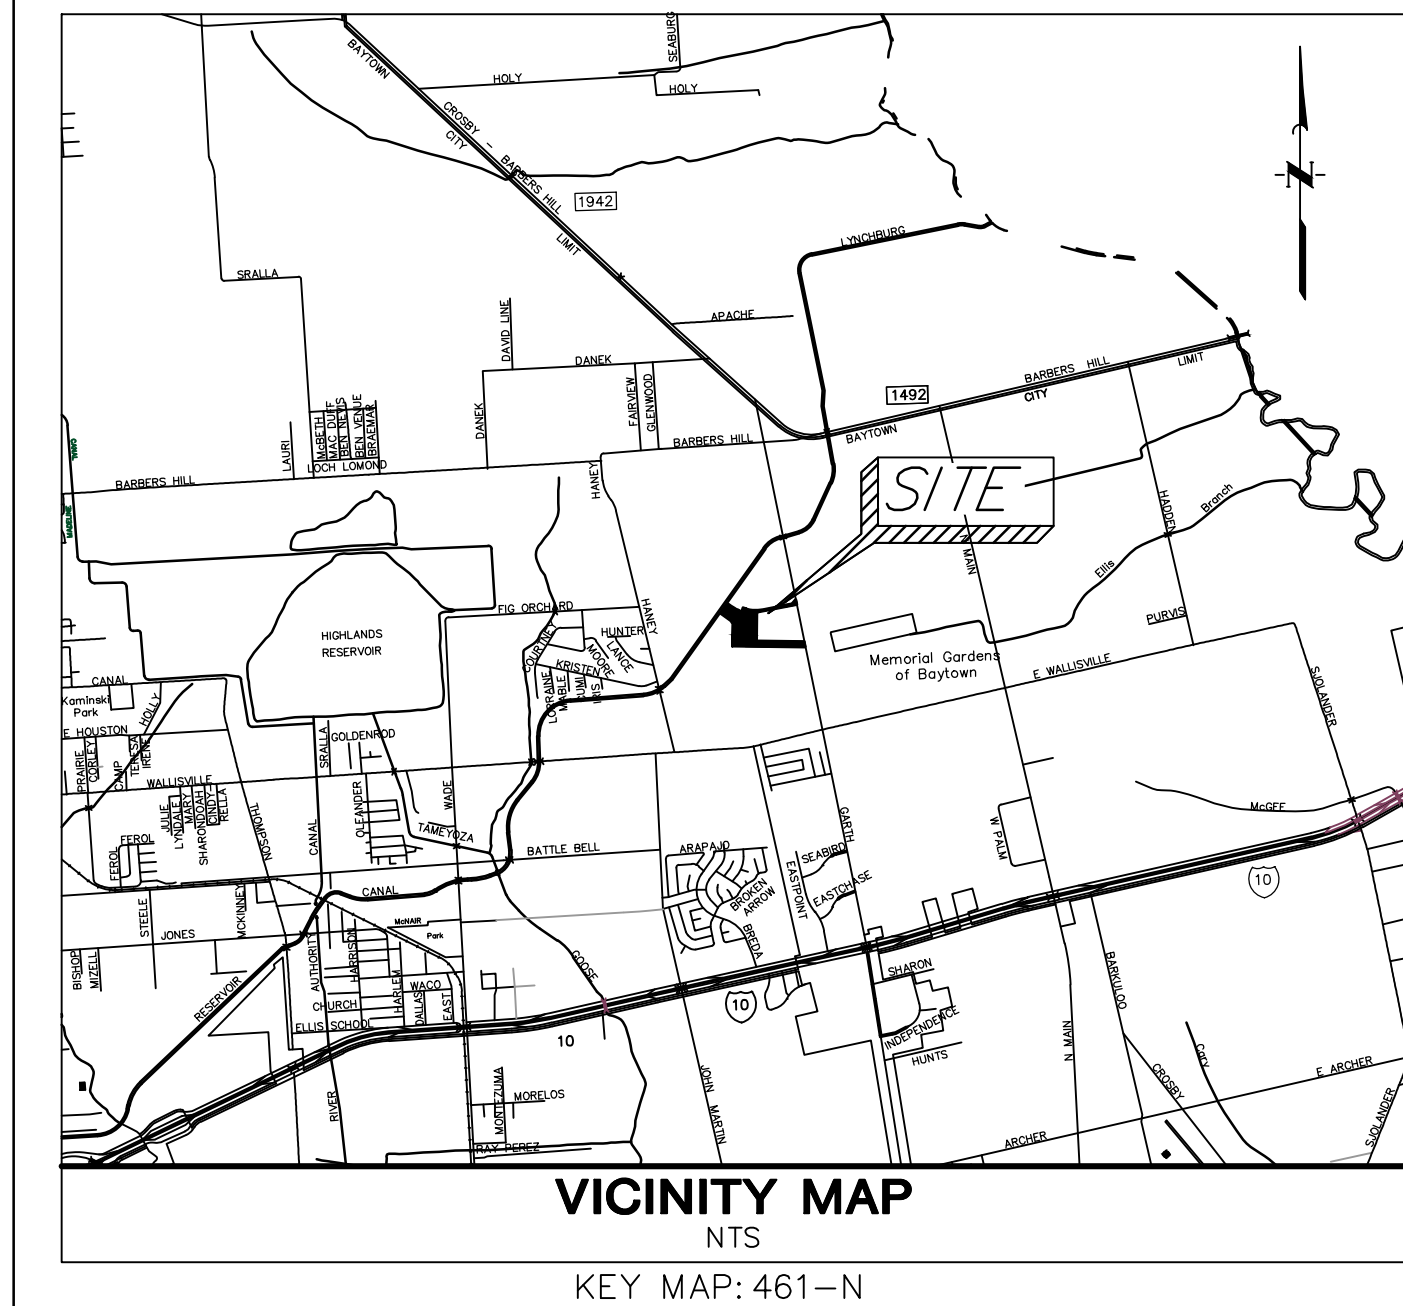 SEABURG
BAYTOWN
HOLY
HOLY
CROSBY - BARBERS HILL
CITY
LIMIT
1942
N
LYNCHBURG
SRALLA
DAVID LINE
APACHE
DANEK
DANEK
FAIRVIEW
GLENWOOD
BARBERS HILL
LIMIT
CITY
1492
BAYTOWN
BARBERS HILL
LAURI
McBETH
MAC DUFF
BEN NEVIS
BEN VENUE
BRAEMAR
LOCH LOMOND
BARBERS HILL
CANAL
MADELINE
HANEY
SITE
N MAIN
HADDEN
Ellis
Branch
PURVIS
FIG ORCHARD
HANEY
HIGHLANDS
RESERVOIR
COURTNEY
HUNTER
MOORE
LANCE
KRISTEN
LORRAINE
MABLE
CUMI
IRIS
Memorial Gardens
of Baytown
E WALLISVILLE
SJOLANDER
CANAL
Kaminski
Park
HOLLY
E HOUSTON
PRAIRIE
CORLEY
CAMP
TERESA
IRENE
SRALLA
GOLDENROD
WALLISVILLE
JULIE
LYNDALE
MARY
SHARONDOAH
CINDY-
RELLA
THOMPSON
CANAL
OLEANDER
WADE
TAMEYOZA
BATTLE BELL
FEROL
FEROL
GARTH
SEABIRD
EASTPOINT
EASTCHASE
ARAPAJO
BROKEN
ARROW
BREDA
W PALM
McGEE
10
CANAL
McNAIR
Park
STEELE
MCKINNEY
JONES
BISHOP
MIZELL
RESERVOIR
AUTHORITY
HARRISON
HARLEM
WACO
DALLAS
EAST
CHURCH
ELLIS SCHOOL
GOOSE
10
10
SHARON
INDEPENDENCE
HUNTS
BARKULOO
N MAIN
CROSBY
Cary
E ARCHER
ARCHER
SJOLANDER
JOHN MARTIN
RIVER
MONTEZUMA
MORELOS
RAY PEREZ
VICINITY MAP
NTS
KEY MAP: 461-N